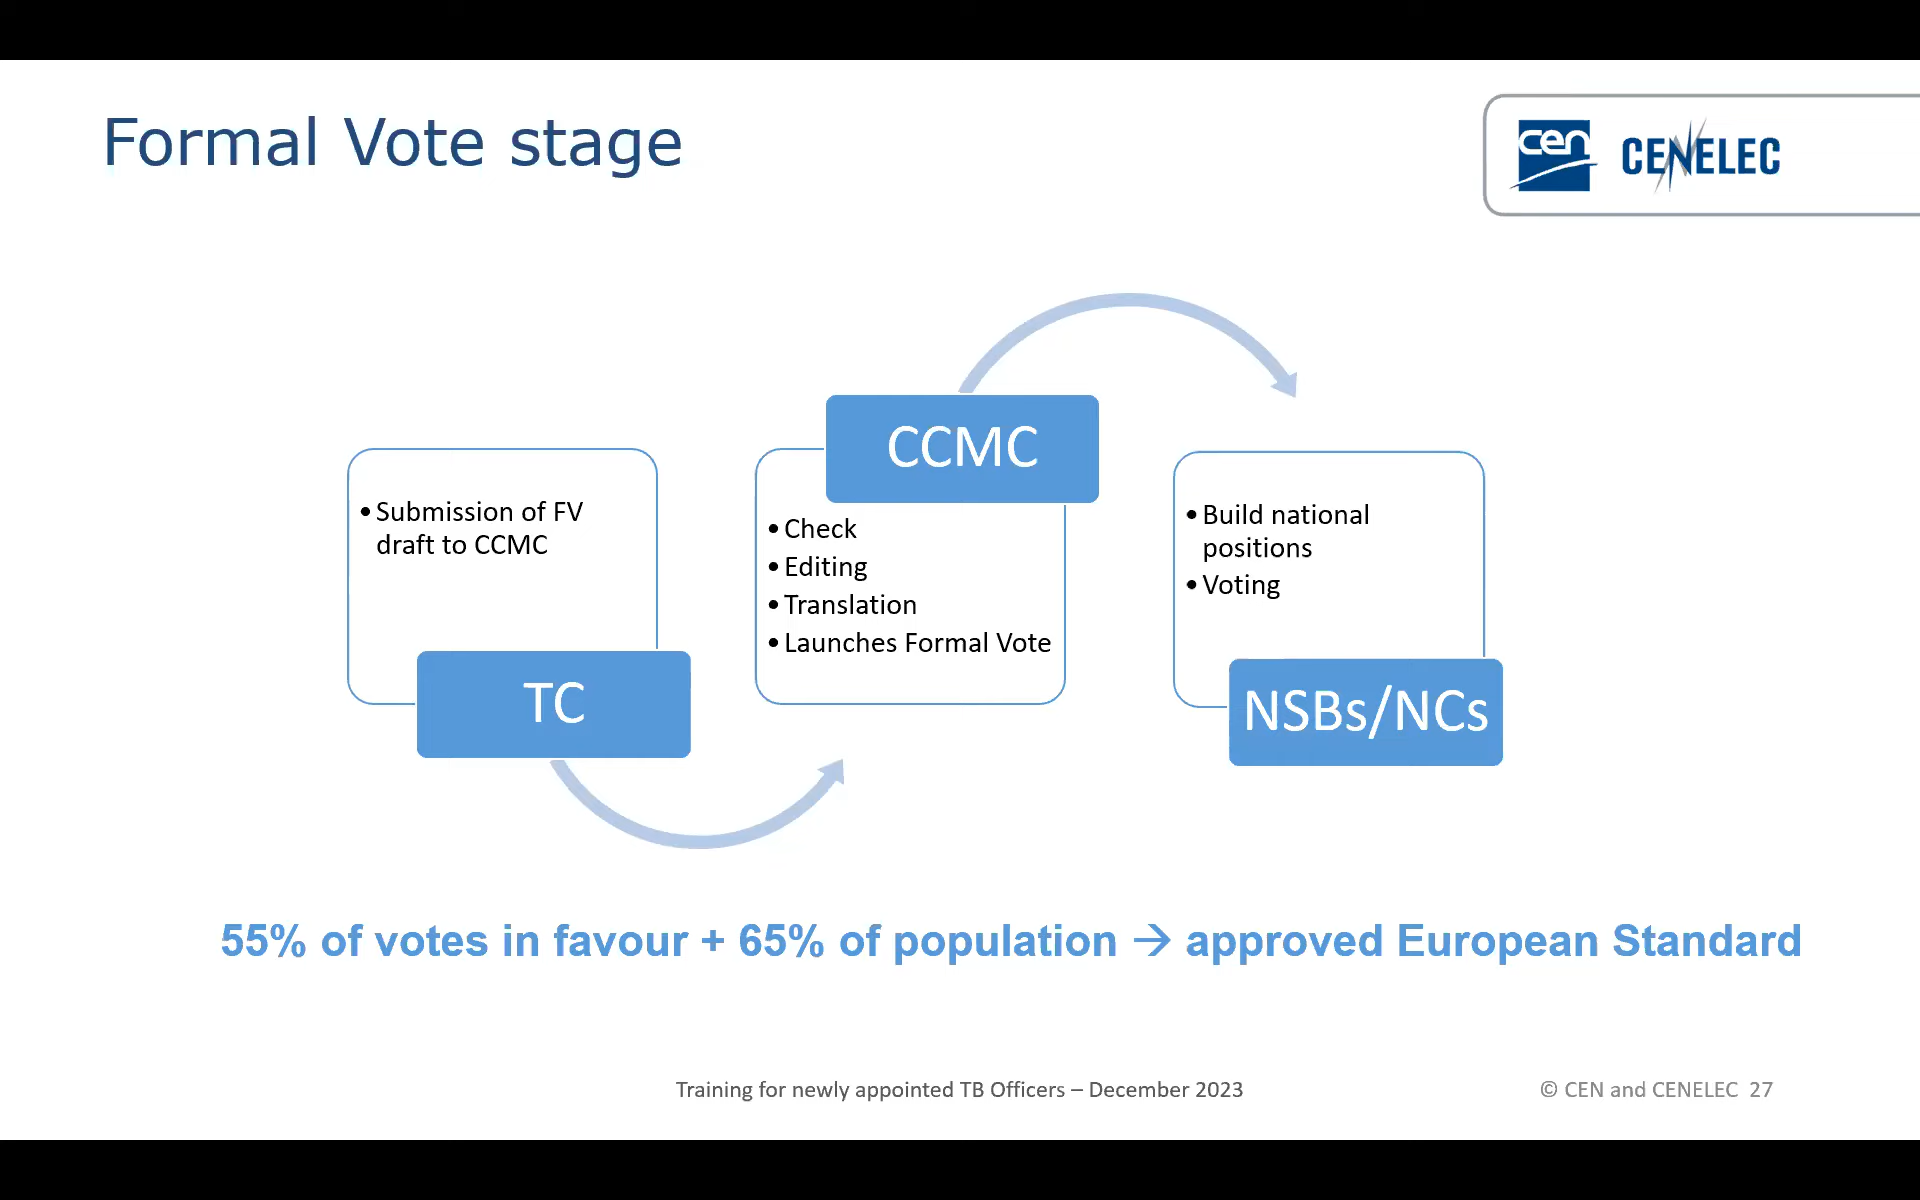 Formal Vote stage
cen CENELEC
• Submission of FV
draft to CCMC
TC
CCMC
• Check
• Editing
• Translation
• Launches Formal Vote
• Build national
positions
• Voting
NSBs/NCs
55% of votes in favour + 65% of population → approved European Standard
Training for newly appointed TB Officers – December 2023
© CEN and CENELEC 27